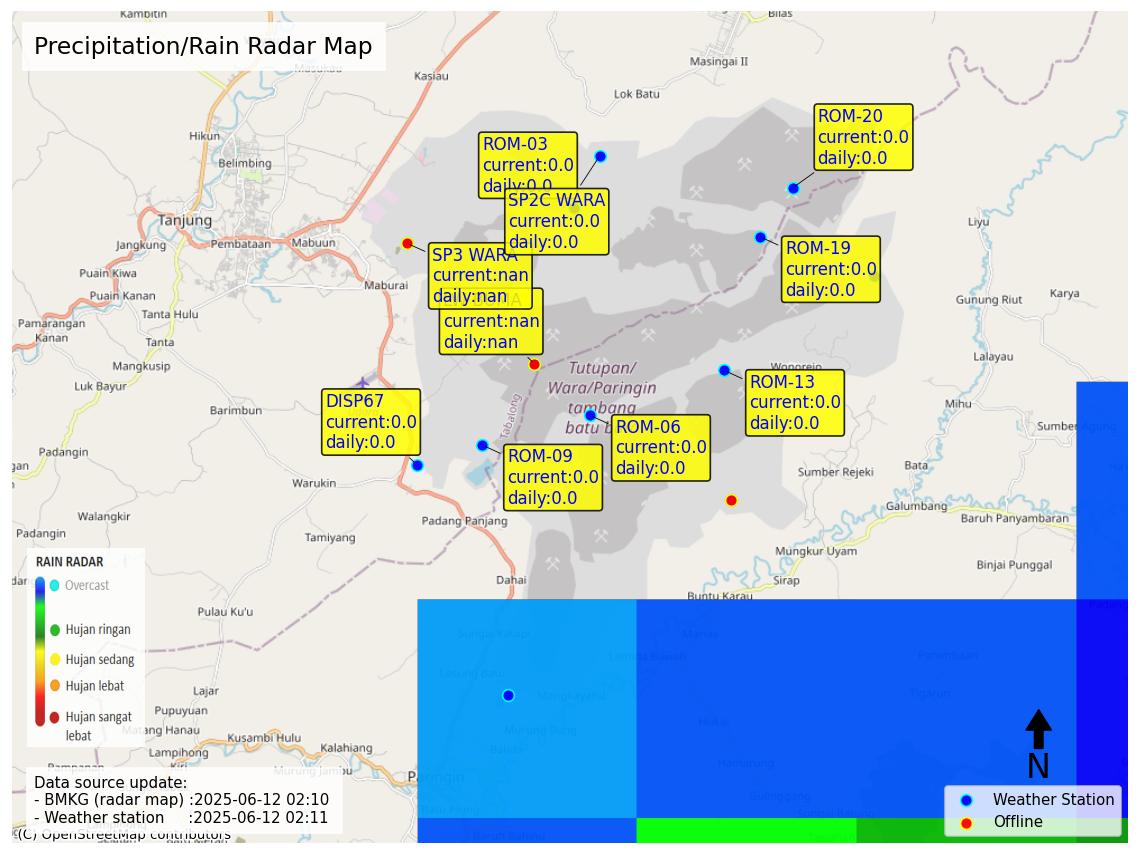 Kambitin
Bilas
Precipitation/Rain Radar Map
Masukau
Kasiau
Masingai II
Lok Batu
Hikun
Belimbing
ROM-20
current:0.0
daily:0.0
ROM-03
current:0.0
daily:0.0
SP2C WARA
current:0.0
daily:0.0
Tanjung
Jangkung
Pembataan
Mabuun
Liyu
SP3 WARA
current:nan
daily:nan
ROM-19
current:0.0
daily:0.0
Puain Kiwa
Puain Kanan
Maburai
Tanta Hulu
Gunung Riut
Karya
current:nan
daily:nan
Pamarangan
Kanan
Tanta
Mangkusip
Luk Bayur
Lalayau
Wonorejo
Tutupan/
Wara/Paringin
tambang
batu b
Tabalong
ROM-13
current:0.0
daily:0.0
DISP67
current:0.0
daily:0.0
Barimbun
Mihu
ROM-06
current:0.0
daily:0.0
Sumber Agung
Padangin
ROM-09
current:0.0
daily:0.0
Warukin
Sumber Rejeki
Bata
Galumbang
Baruh Panyambaran
Walangkir
Padangin
Tamiyang
Padang Panjang
Mungkur Uyam
Binjai Punggal
Dahai
Sirap
Buntu Karau
RAIN RADAR
Overcast
Hujan ringan
Hujan sedang
Hujan lebat
Hujan sangat
lebat
Pulau Ku'u
Lajar
Pupuyuan
Matang Hanau
Lampihong
Kusambi Hulu
Kalahiang
Murung Jambu
Paringin
Mangkayahu
Murung Dung
N
Data source update:
- BMKG (radar map) :2025-06-12 02:10
- Weather station :2025-06-12 02:11
(C) OpenStreetMap contributors
Weather Station
Offline